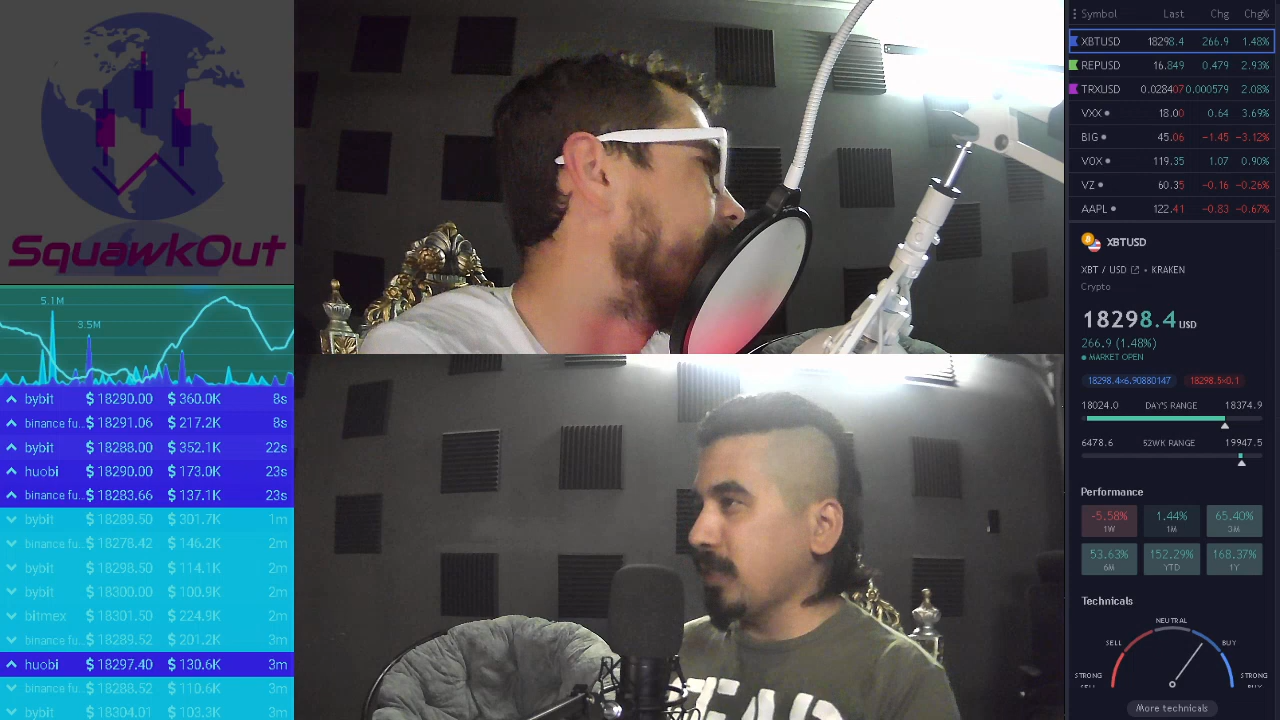 SquawkOut
5.1M
3.5M
bybit $18290.00 $360.0K 8s
binance fu.. $18291.06 $217.2K 8s
bybit $18288.00 $352.1K 22s
huobi $18290.00 $173.0K 23s
binance fu.. $18283.66 $137.1K 23s
bybit $18289.50 $301.7K 1m
binance fu.. $18278.42 $146.2K 2m
bybit $18298.50 $114.1K 2m
bybit $18300.00 $100.9K 2m
bitmex $18301.50 $224.9K 2m
binance fu.. $18289.52 $201.2K 3m
huobi $18297.40 $130.6K 3m
binance fu.. $18288.52 $110.6K 3m
bybit $18304.01 $103.3K 3m
Symbol Last Chg Chg%
XBTUSD 18298.4 266.9 1.48%
REPUSD 16.849 0.479 2.93%
TRXUSD 0.028407 0.000579 2.08%
VXX 18.00 0.64 3.69%
BIG 45.06 -1.45 -3.12%
VOX 119.35 1.07 0.90%
VZ 60.35 -0.16 -0.26%
AAPL 122.41 -0.83 -0.67%
XBTUSD
XBT / USD • KRAKEN
Crypto
18298.4 USD
266.9 (1.48%)
MARKET OPEN
18298.4×6.90880147 18298.5×0.1
18024.0 DAY'S RANGE 18374.9
6478.6 52WK RANGE 19947.5
Performance
-5.58% 1.44% 65.40%
1W 1M 3M
53.63% 152.29% 168.37%
6M YTD 1Y
Technicals
NEUTRAL
SELL BUY
STRONG STRONG
More technicals